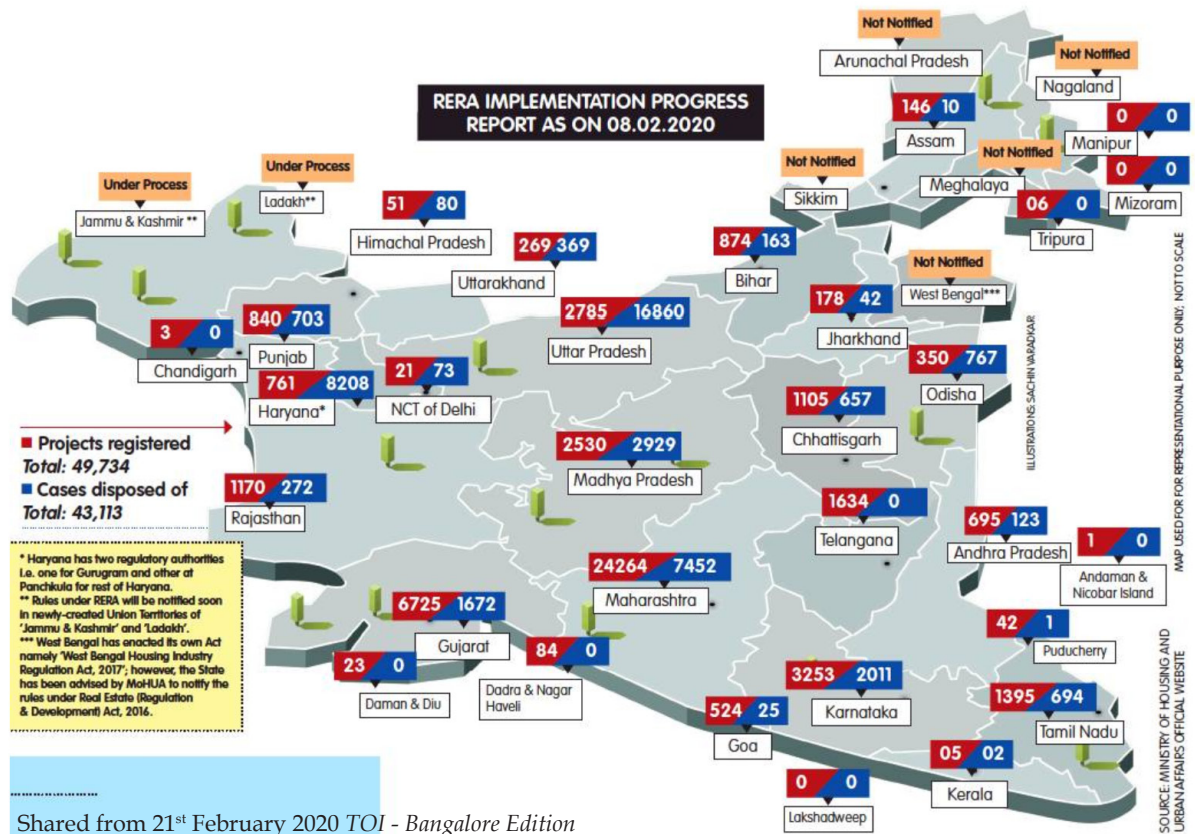 Not Notified
Arunachal Pradesh
Not Notified
Nagaland
RERA IMPLEMENTATION PROGRESS
REPORT AS ON 08.02.2020
146 10
Assam
0 0
Manipur
Under Process
Ladakh**
Under Process
Jammu & Kashmir **
Not Notified
Sikkim
Not Notified
Meghalaya
0 0
Mizoram
51 80
Himachal Pradesh
06 0
Tripura
269 369
Uttarakhand
874 163
Bihar
Not Notified
West Bengal***
2785 16860
Uttar Pradesh
178 42
Jharkhand
3 0
Chandigarh
840 703
Punjab
761 8208
Haryana*
21 73
NCT of Delhi
350 767
Odisha
1105 657
Chhattisgarh
Projects registered
Total: 49,734
Cases disposed of
Total: 43,113
2530 2929
Madhya Pradesh
1170 272
Rajasthan
1634 0
Telangana
695 123
Andhra Pradesh
1 0
Andaman &
Nicobar Island
* Haryana has two regulatory authorities
i.e. one for Gurugram and other at
Panchkula for rest of Haryana.
** Rules under RERA will be notified soon
in newly-created Union Territories of
'Jammu & Kashmir' and 'Ladakh'.
*** West Bengal has enacted its own Act
namely 'West Bengal Housing Industry
Regulation Act, 2017'; however, the State
has been advised by MoHUA to notify the
rules under Real Estate (Regulation
& Development) Act, 2016.
24264 7452
Maharashtra
6725 1672
Gujarat
23 0
Daman & Diu
84 0
Dadra & Nagar
Haveli
42 1
Puducherry
3253 2011
Karnataka
1395 694
Tamil Nadu
524 25
Goa
05 02
Kerala
0 0
Lakshadweep
ILLUSTRATIONS: SACHIN VARADKAR
MAP USED FOR FOR REPRESENTATIONAL PURPOSE ONLY; NOT TO SCALE
SOURCE: MINISTRY OF HOUSING AND
URBAN AFFAIRS OFFICIAL WEBSITE
.....................
Shared from 21st February 2020 TOI - Bangalore Edition